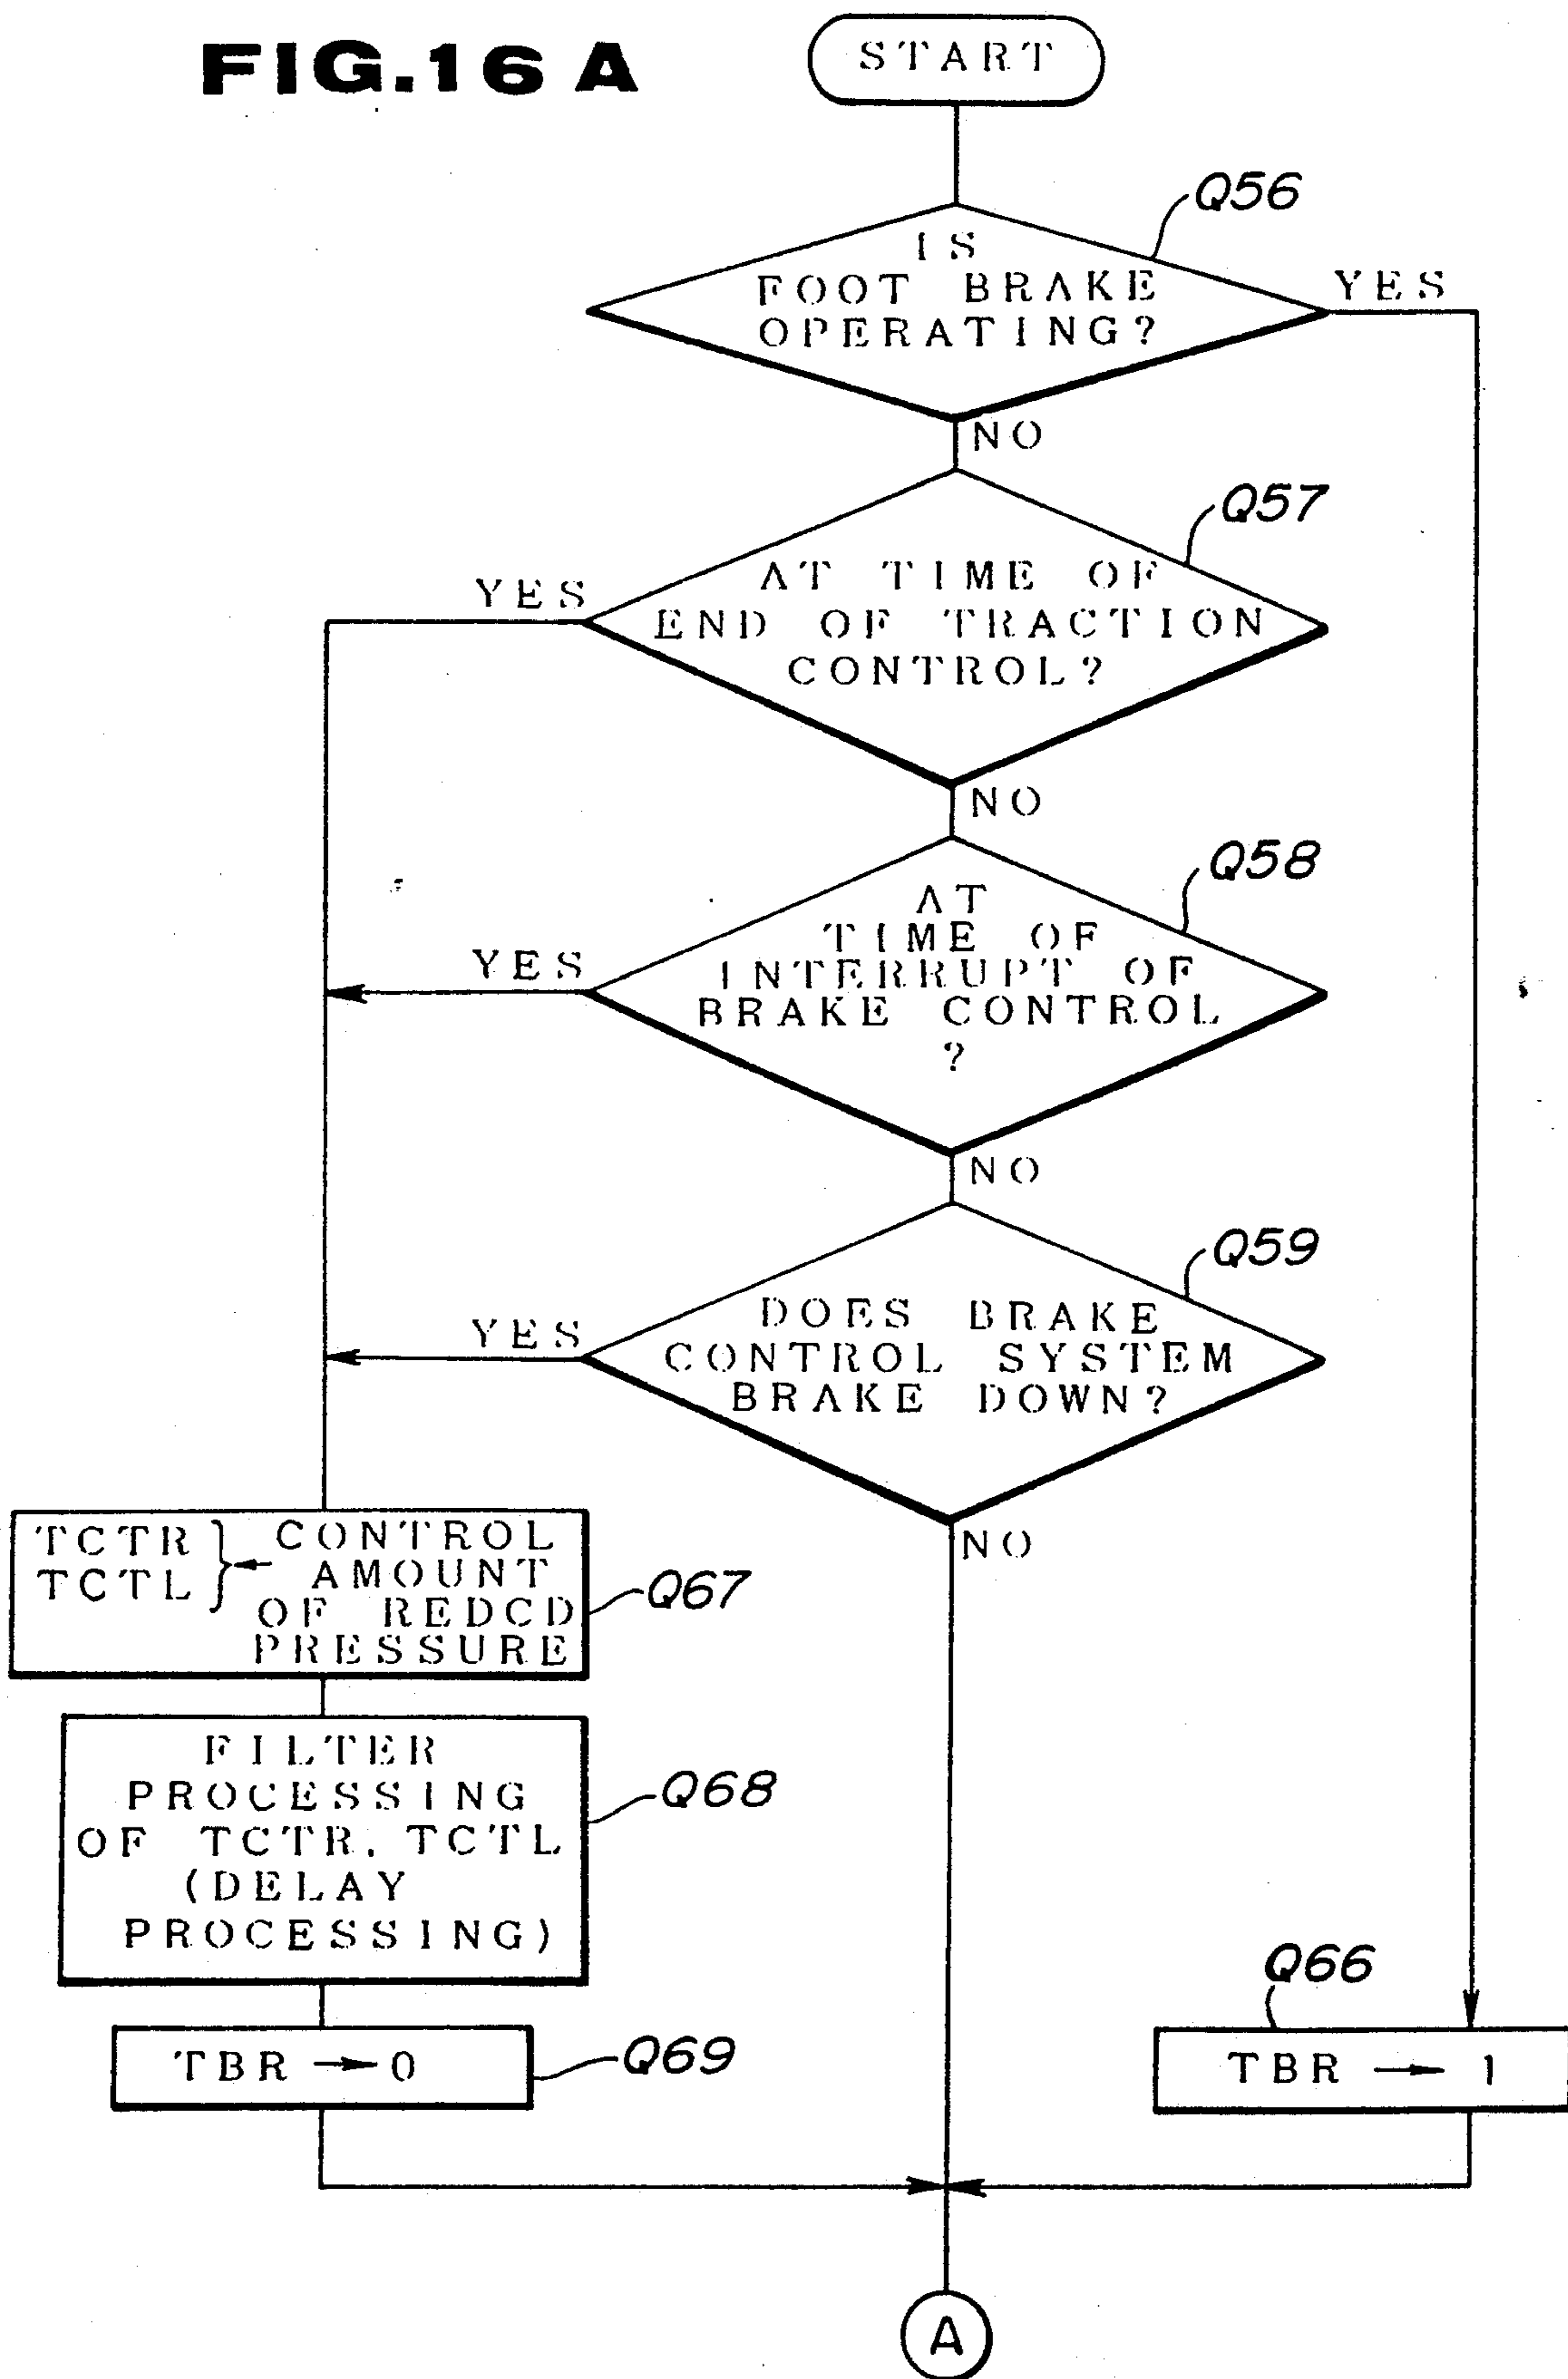 FIG.16 A
START
Q56
IS
FOOT BRAKE
OPERATING?
YES
NO
Q57
YES
AT TIME OF
END OF TRACTION
CONTROL?
NO
Q58
YES
AT
TIME OF
INTERRUPT OF
BRAKE CONTROL
?
NO
Q59
YES
DOES BRAKE
CONTROL SYSTEM
BRAKE DOWN?
NO
TCTR } ← CONTROL
TCTL AMOUNT
OF REDCD
PRESSURE
Q67
FILTER
PROCESSING
OF TCTR. TCTL
(DELAY
PROCESSING)
Q68
TBR → 0
Q69
Q66
TBR → 1
A